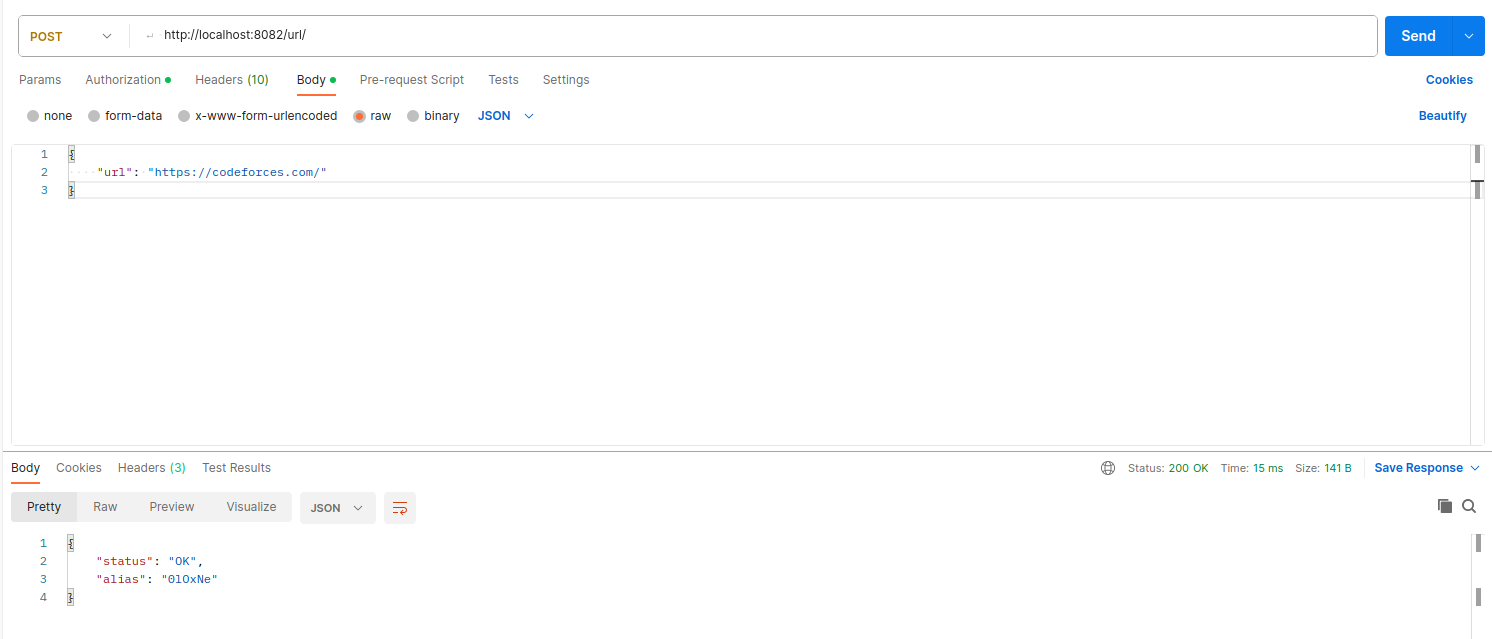 POST http://localhost:8082/url/ Send
Params Authorization Headers (10) Body Pre-request Script Tests Settings Cookies
none form-data x-www-form-urlencoded raw binary JSON Beautify
1 {
2 "url": "https://codeforces.com/"
3 }
Body Cookies Headers (3) Test Results Status: 200 OK Time: 15 ms Size: 141 B Save Response
Pretty Raw Preview Visualize JSON
1 {
2 "status": "OK",
3 "alias": "0lOxNe"
4 }